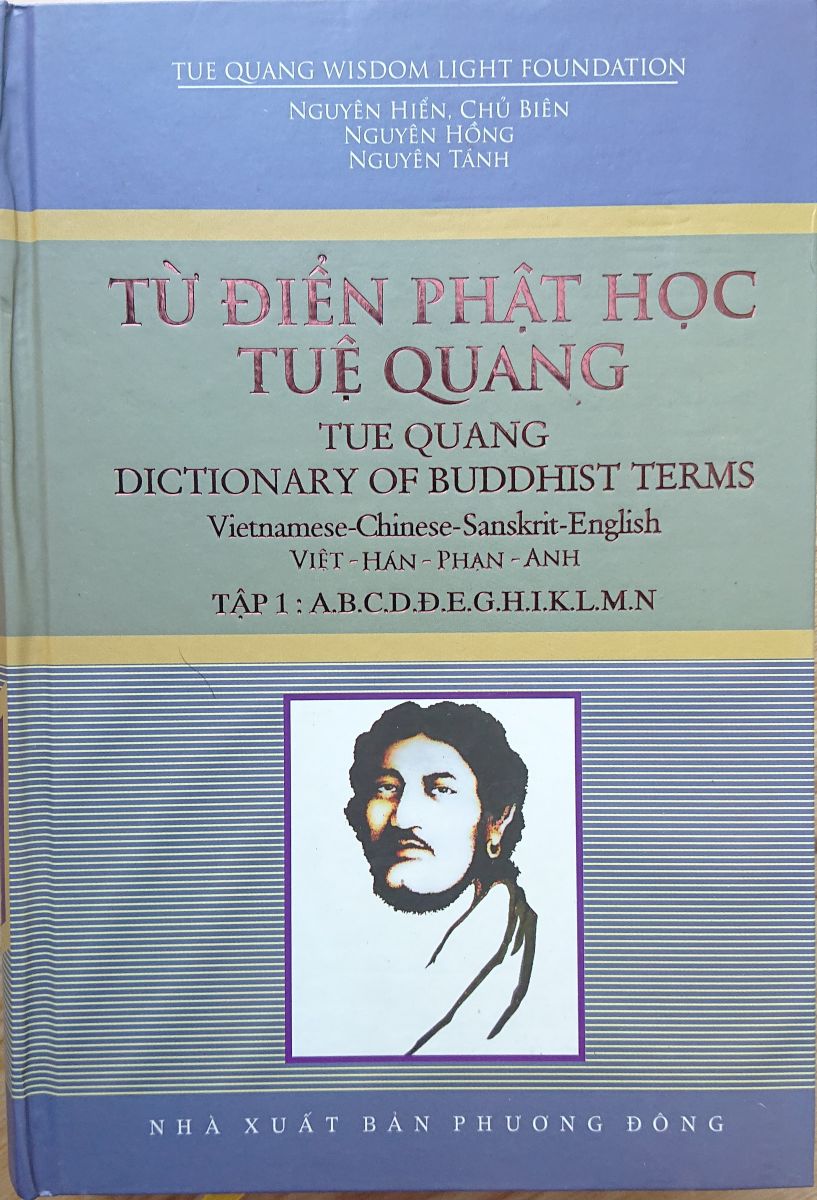 TUE QUANG WISDOM LIGHT FOUNDATION
NGUYÊN HIỂN, CHỦ BIÊN
NGUYÊN HỒNG
NGUYÊN TÁNH
TỪ ĐIỂN PHẬT HỌC
TUỆ QUANG
TUE QUANG
DICTIONARY OF BUDDHIST TERMS
Vietnamese-Chinese-Sanskrit-English
VIỆT - HÁN - PHẠN - ANH
TẬP 1 : A.B.C.D.Đ.E.G.H.I.K.L.M.N
NHÀ XUẤT BẢN PHƯƠNG ĐÔNG